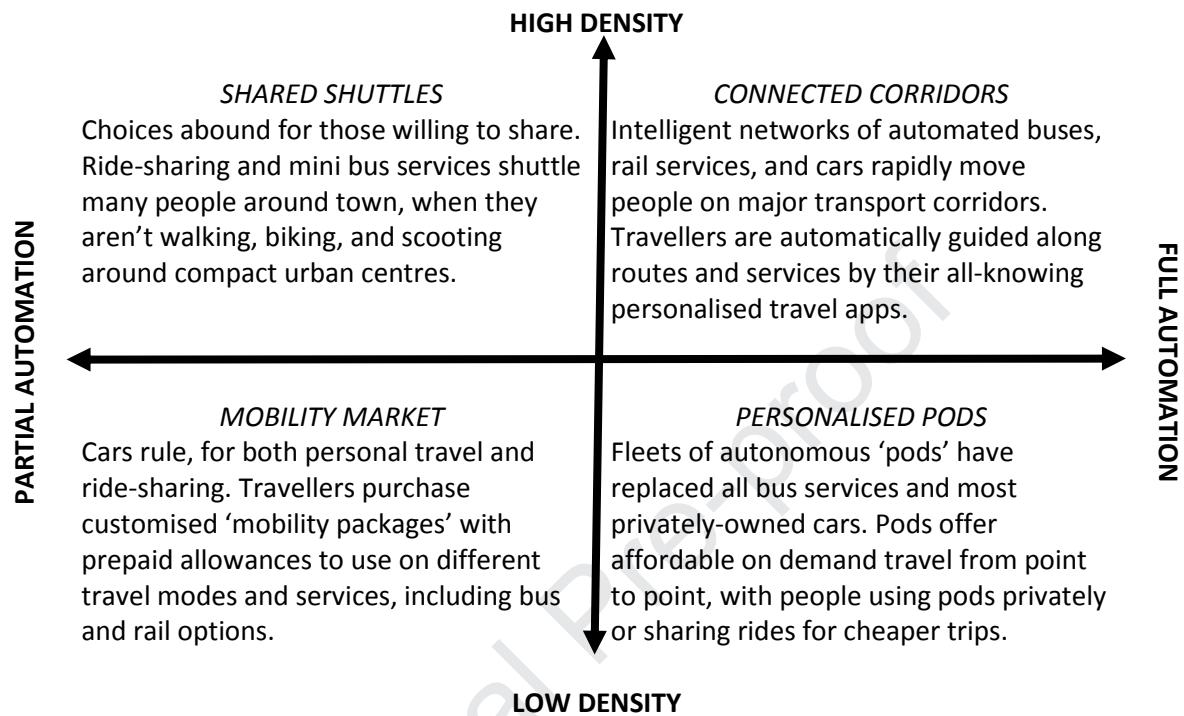 HIGH DENSITY
SHARED SHUTTLES
Choices abound for those willing to share.
Ride-sharing and mini bus services shuttle
many people around town, when they
aren’t walking, biking, and scooting
around compact urban centres.
CONNECTED CORRIDORS
Intelligent networks of automated buses,
rail services, and cars rapidly move
people on major transport corridors.
Travellers are automatically guided along
routes and services by their all-knowing
personalised travel apps.
PARTIAL AUTOMATION
FULL AUTOMATION
MOBILITY MARKET
Cars rule, for both personal travel and
ride-sharing. Travellers purchase
customised ‘mobility packages’ with
prepaid allowances to use on different
travel modes and services, including bus
and rail options.
PERSONALISED PODS
Fleets of autonomous ‘pods’ have
replaced all bus services and most
privately-owned cars. Pods offer
affordable on demand travel from point
to point, with people using pods privately
or sharing rides for cheaper trips.
LOW DENSITY
al Pre-proof